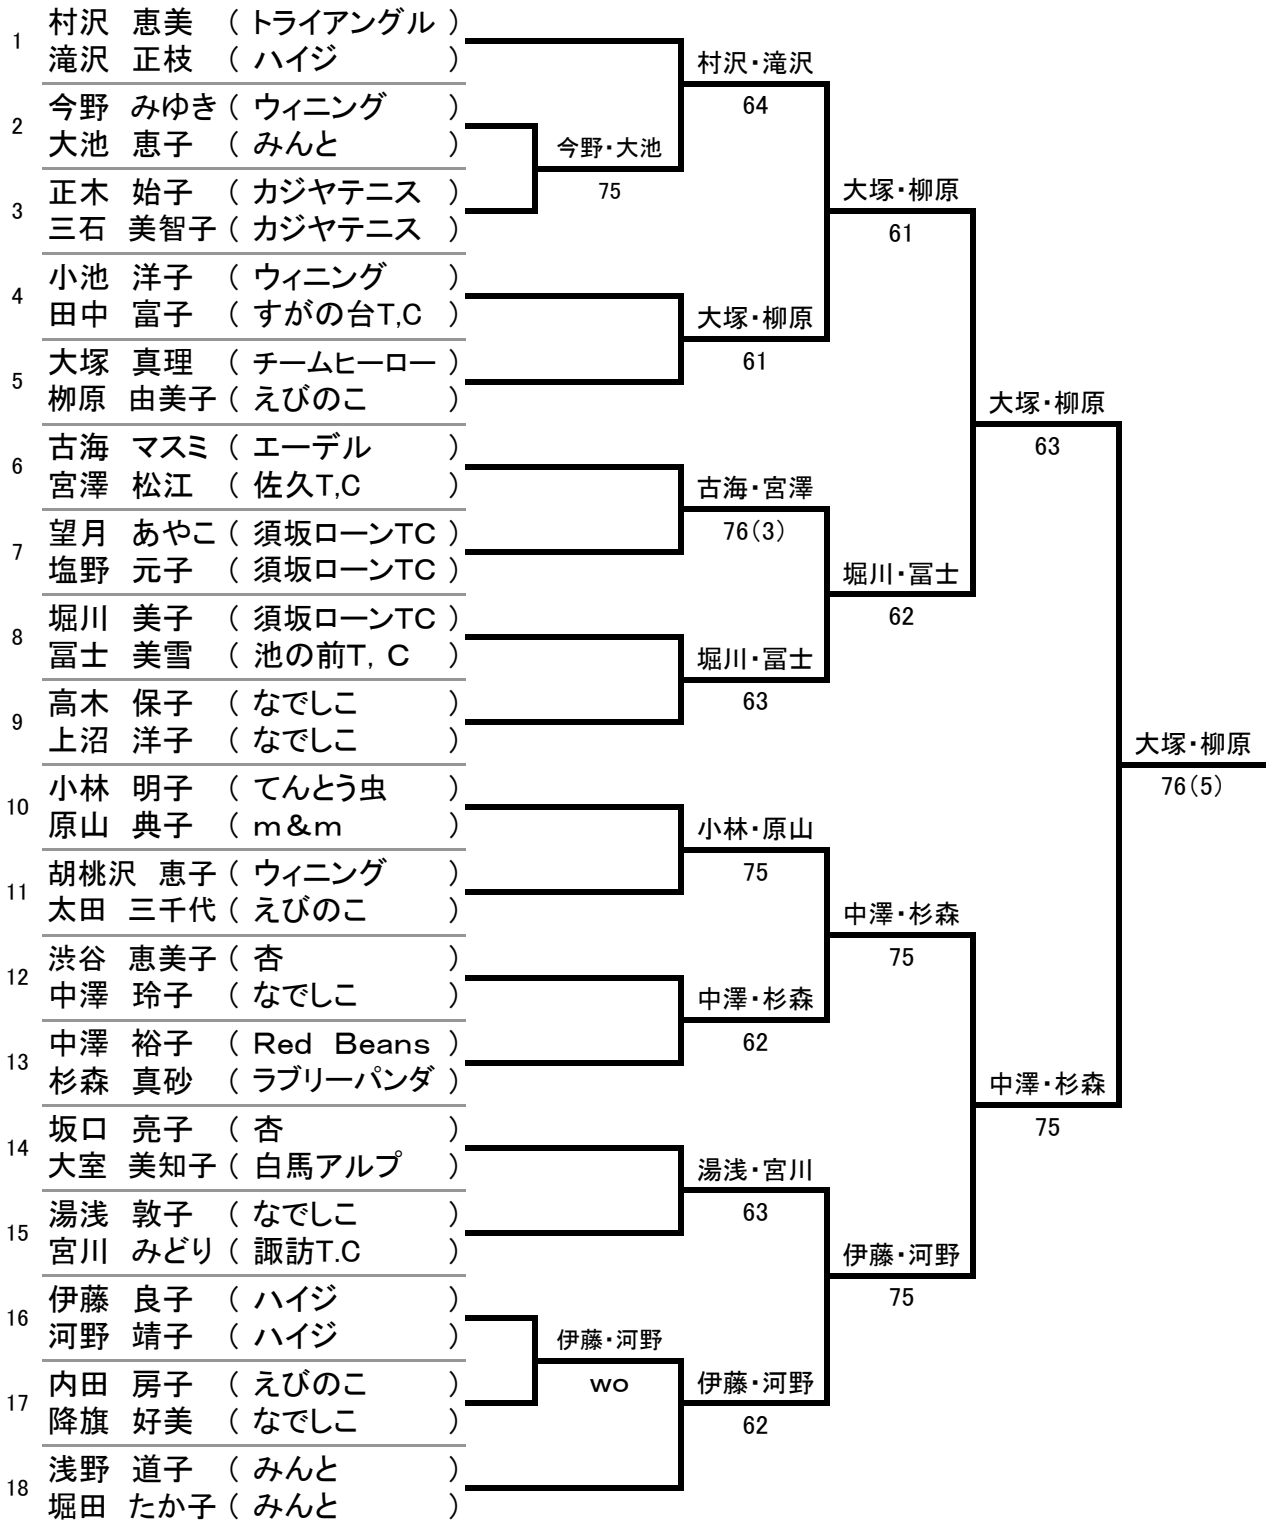 1 村沢 恵美 （ トライアングル ）
滝沢 正枝 （ ハイジ ）
2 今野 みゆき （ ウィニング ）
大池 恵子 （ みんと ）
3 正木 始子 （ カジヤテニス ）
三石 美智子 （ カジヤテニス ）
4 小池 洋子 （ ウィニング ）
田中 富子 （ すがの台T,C ）
5 大塚 真理 （ チームヒーロー ）
栁原 由美子 （ えびのこ ）
6 古海 マスミ （ エーデル ）
宮澤 松江 （ 佐久T,C ）
7 望月 あやこ （ 須坂ローンTC ）
塩野 元子 （ 須坂ローンTC ）
8 堀川 美子 （ 須坂ローンTC ）
冨士 美雪 （ 池の前T，C ）
9 高木 保子 （ なでしこ ）
上沼 洋子 （ なでしこ ）
10 小林 明子 （ てんとう虫 ）
原山 典子 （ m＆m ）
11 胡桃沢 恵子 （ ウィニング ）
太田 三千代 （ えびのこ ）
12 渋谷 恵美子 （ 杏 ）
中澤 玲子 （ なでしこ ）
13 中澤 裕子 （ Red Beans ）
杉森 真砂 （ ラブリーパンダ ）
14 坂口 亮子 （ 杏 ）
大室 美知子 （ 白馬アルプ ）
15 湯浅 敦子 （ なでしこ ）
宮川 みどり （ 諏訪T.C ）
16 伊藤 良子 （ ハイジ ）
河野 靖子 （ ハイジ ）
17 内田 房子 （ えびのこ ）
降旗 好美 （ なでしこ ）
18 浅野 道子 （ みんと ）
堀田 たか子 （ みんと ）
今野・大池
75
伊藤・河野
WO
村沢・滝沢
64
大塚・柳原
61
古海・宮澤
76（3）
堀川・冨士
63
小林・原山
75
中澤・杉森
62
湯浅・宮川
63
伊藤・河野
62
大塚・柳原
61
堀川・冨士
62
中澤・杉森
75
伊藤・河野
75
大塚・柳原
63
中澤・杉森
75
大塚・柳原
76（5）